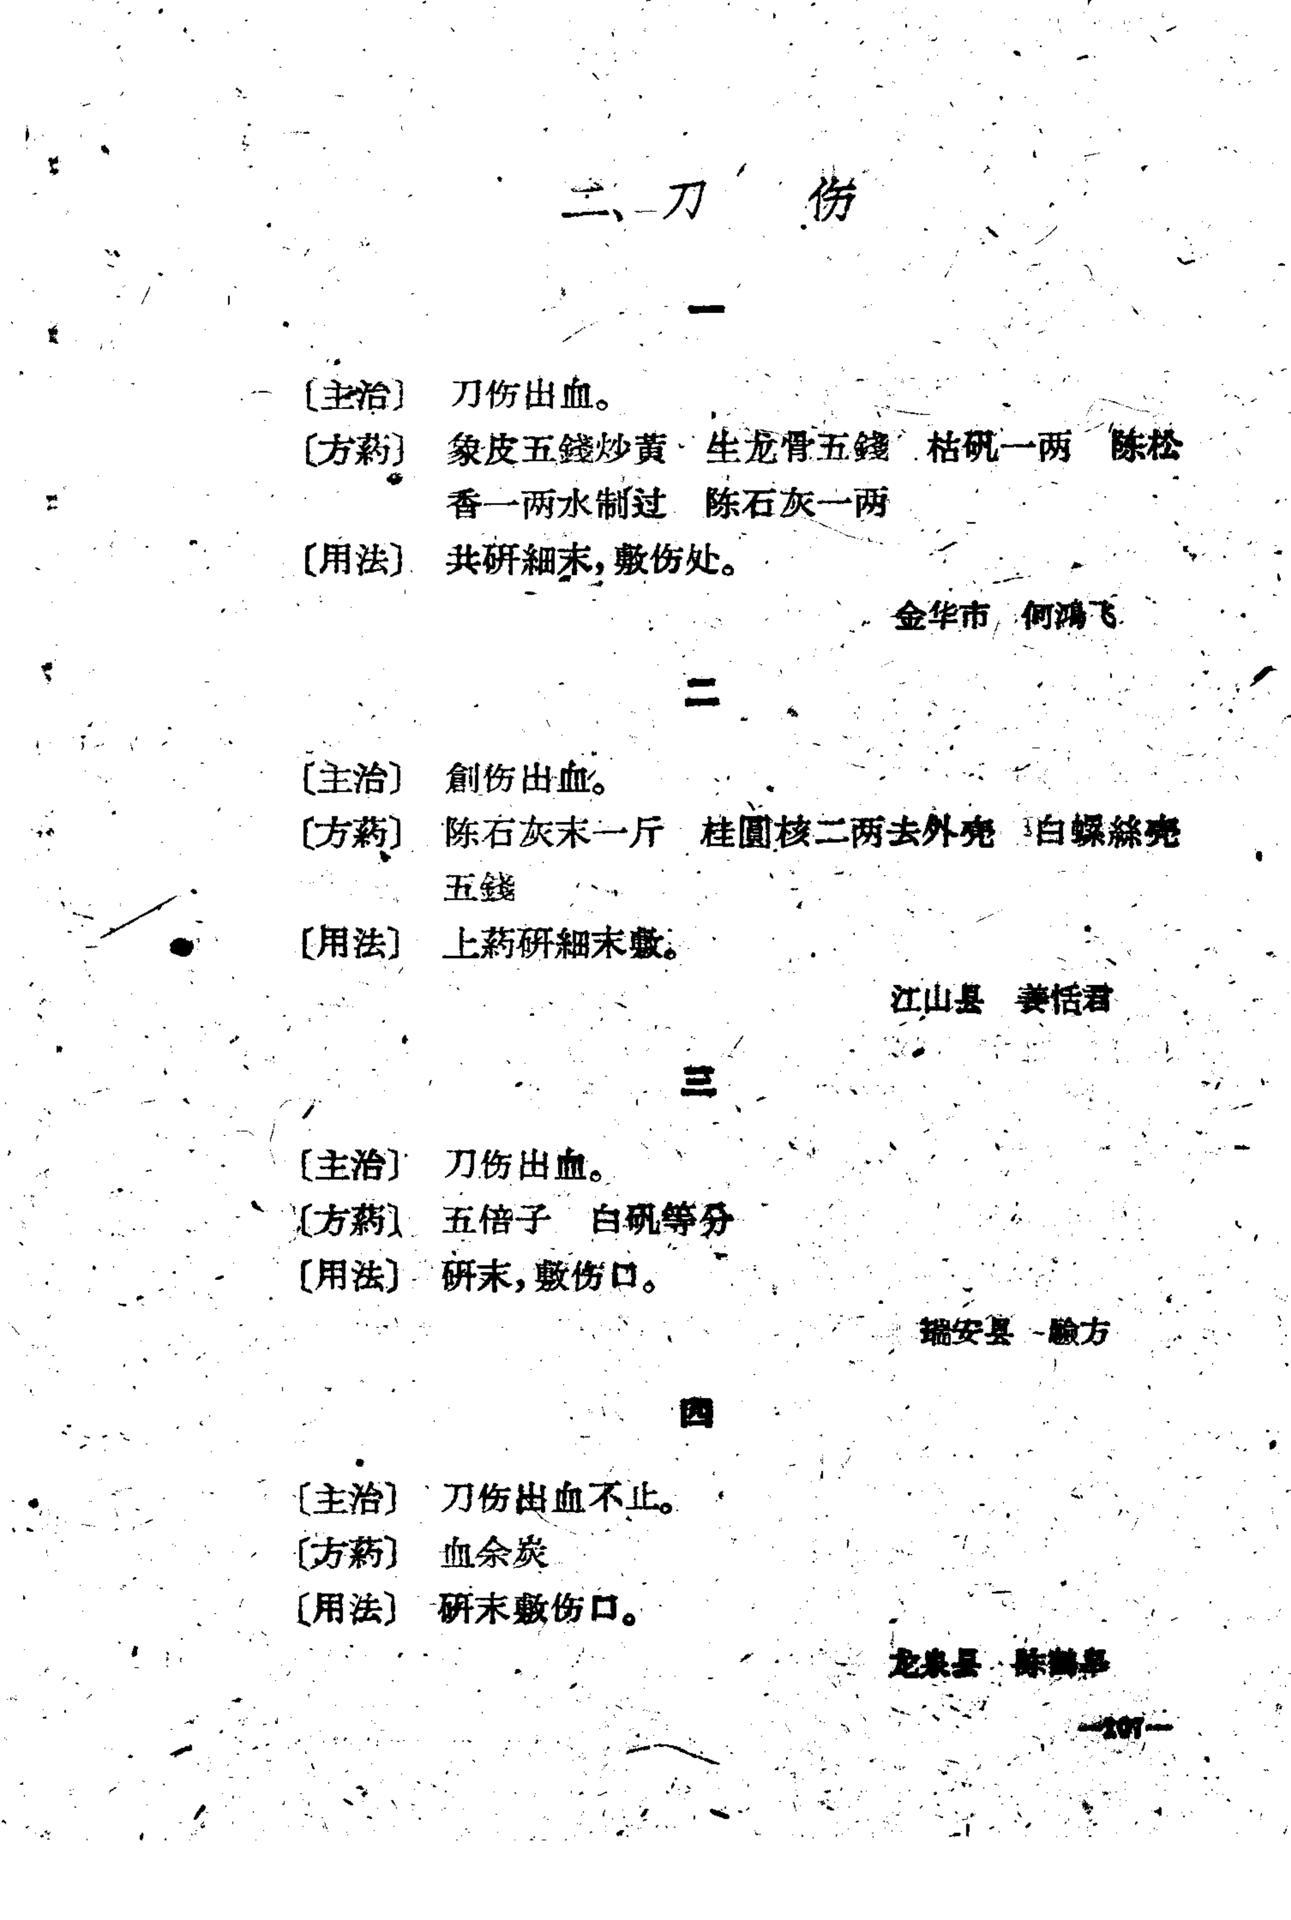 二、刀　　伤
一
〔主治〕　刀伤出血。
〔方葯〕　象皮五錢炒黄　生龙骨五錢　枯矾一两　陈松
香一两水制过　陈石灰一两
〔用法〕　共研細末，敷伤处。
金华市　何鴻飞
二
〔主治〕　創伤出血。
〔方葯〕　陈石灰末一斤　桂圓核二两去外壳　白螺絲壳
五錢
〔用法〕　上葯研細末敷。
江山县　姜恬君
三
〔主治〕　刀伤出血。
〔方葯〕　五倍子　白矾等分
〔用法〕　研末，敷伤口。
瑞安县　驗方
四
〔主治〕　刀伤出血不止。
〔方葯〕　血余炭
〔用法〕　研末敷伤口。
龙泉县　陈鶴皋
—207—